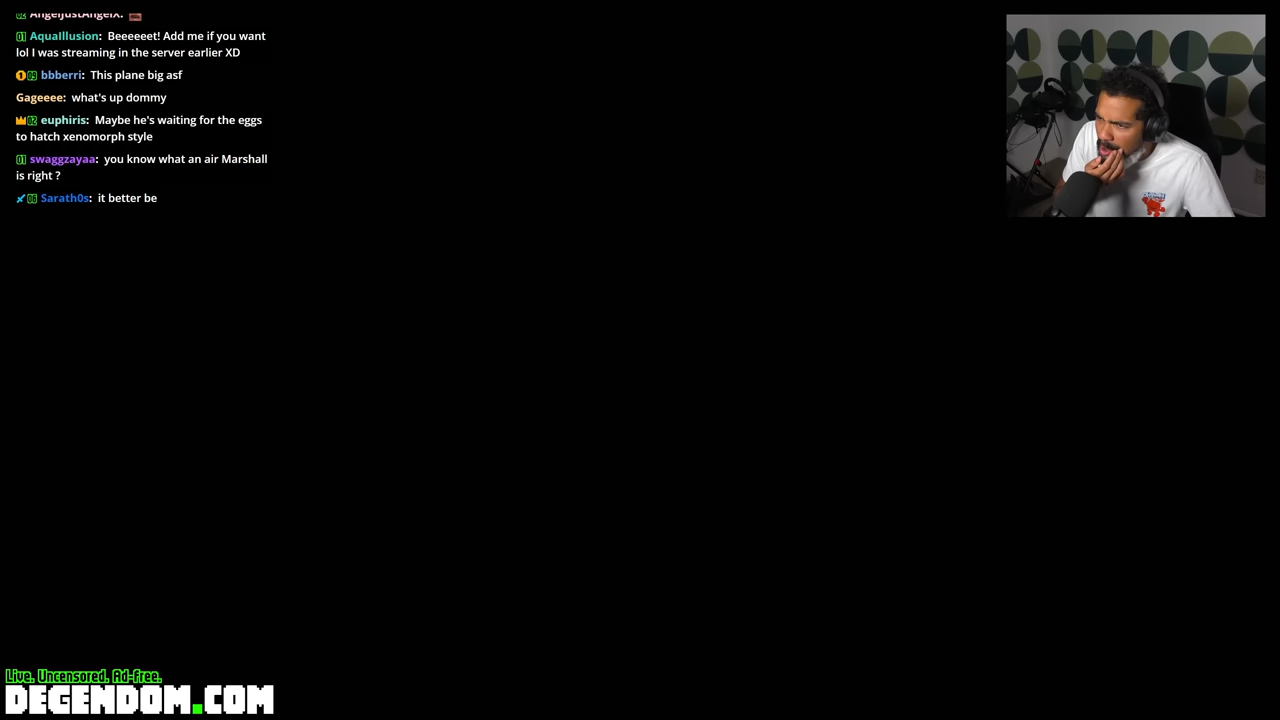 AngelJustAngelX:
AquaIllusion: Beeeeeet! Add me if you want
lol I was streaming in the server earlier XD
bbberri: This plane big asf
Gageeee: what's up dommy
euphiris: Maybe he's waiting for the eggs
to hatch xenomorph style
swaggzayaa: you know what an air Marshall
is right ?
Sarath0s: it better be
Live. Uncensored. Ad-free.
DEGENDOM.COM